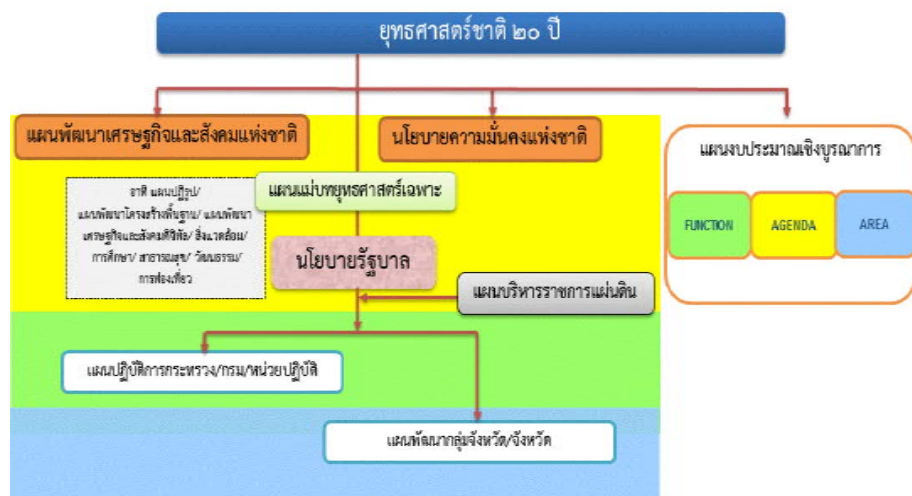 ยุทธศาสตร์ชาติ ๒๐ ปี
แผนพัฒนาเศรษฐกิจและสังคมแห่งชาติ
นโยบายความมั่นคงแห่งชาติ
แผนงบประมาณเชิงบูรณาการ
FUNCTION
AGENDA
AREA
แผนแม่บทยุทธศาสตร์เฉพาะ
อาทิ แผนปฏิรูป/
แผนพัฒนาโครงสร้างพื้นฐาน/ แผนพัฒนา
เศรษฐกิจและสังคมดิจิทัล/ สิ่งแวดล้อม/
การศึกษา/ สาธารณสุข/ วัฒนธรรม/
การท่องเที่ยว
นโยบายรัฐบาล
แผนบริหารราชการแผ่นดิน
แผนปฏิบัติการกระทรวง/กรม/หน่วยปฏิบัติ
แผนพัฒนากลุ่มจังหวัด/จังหวัด